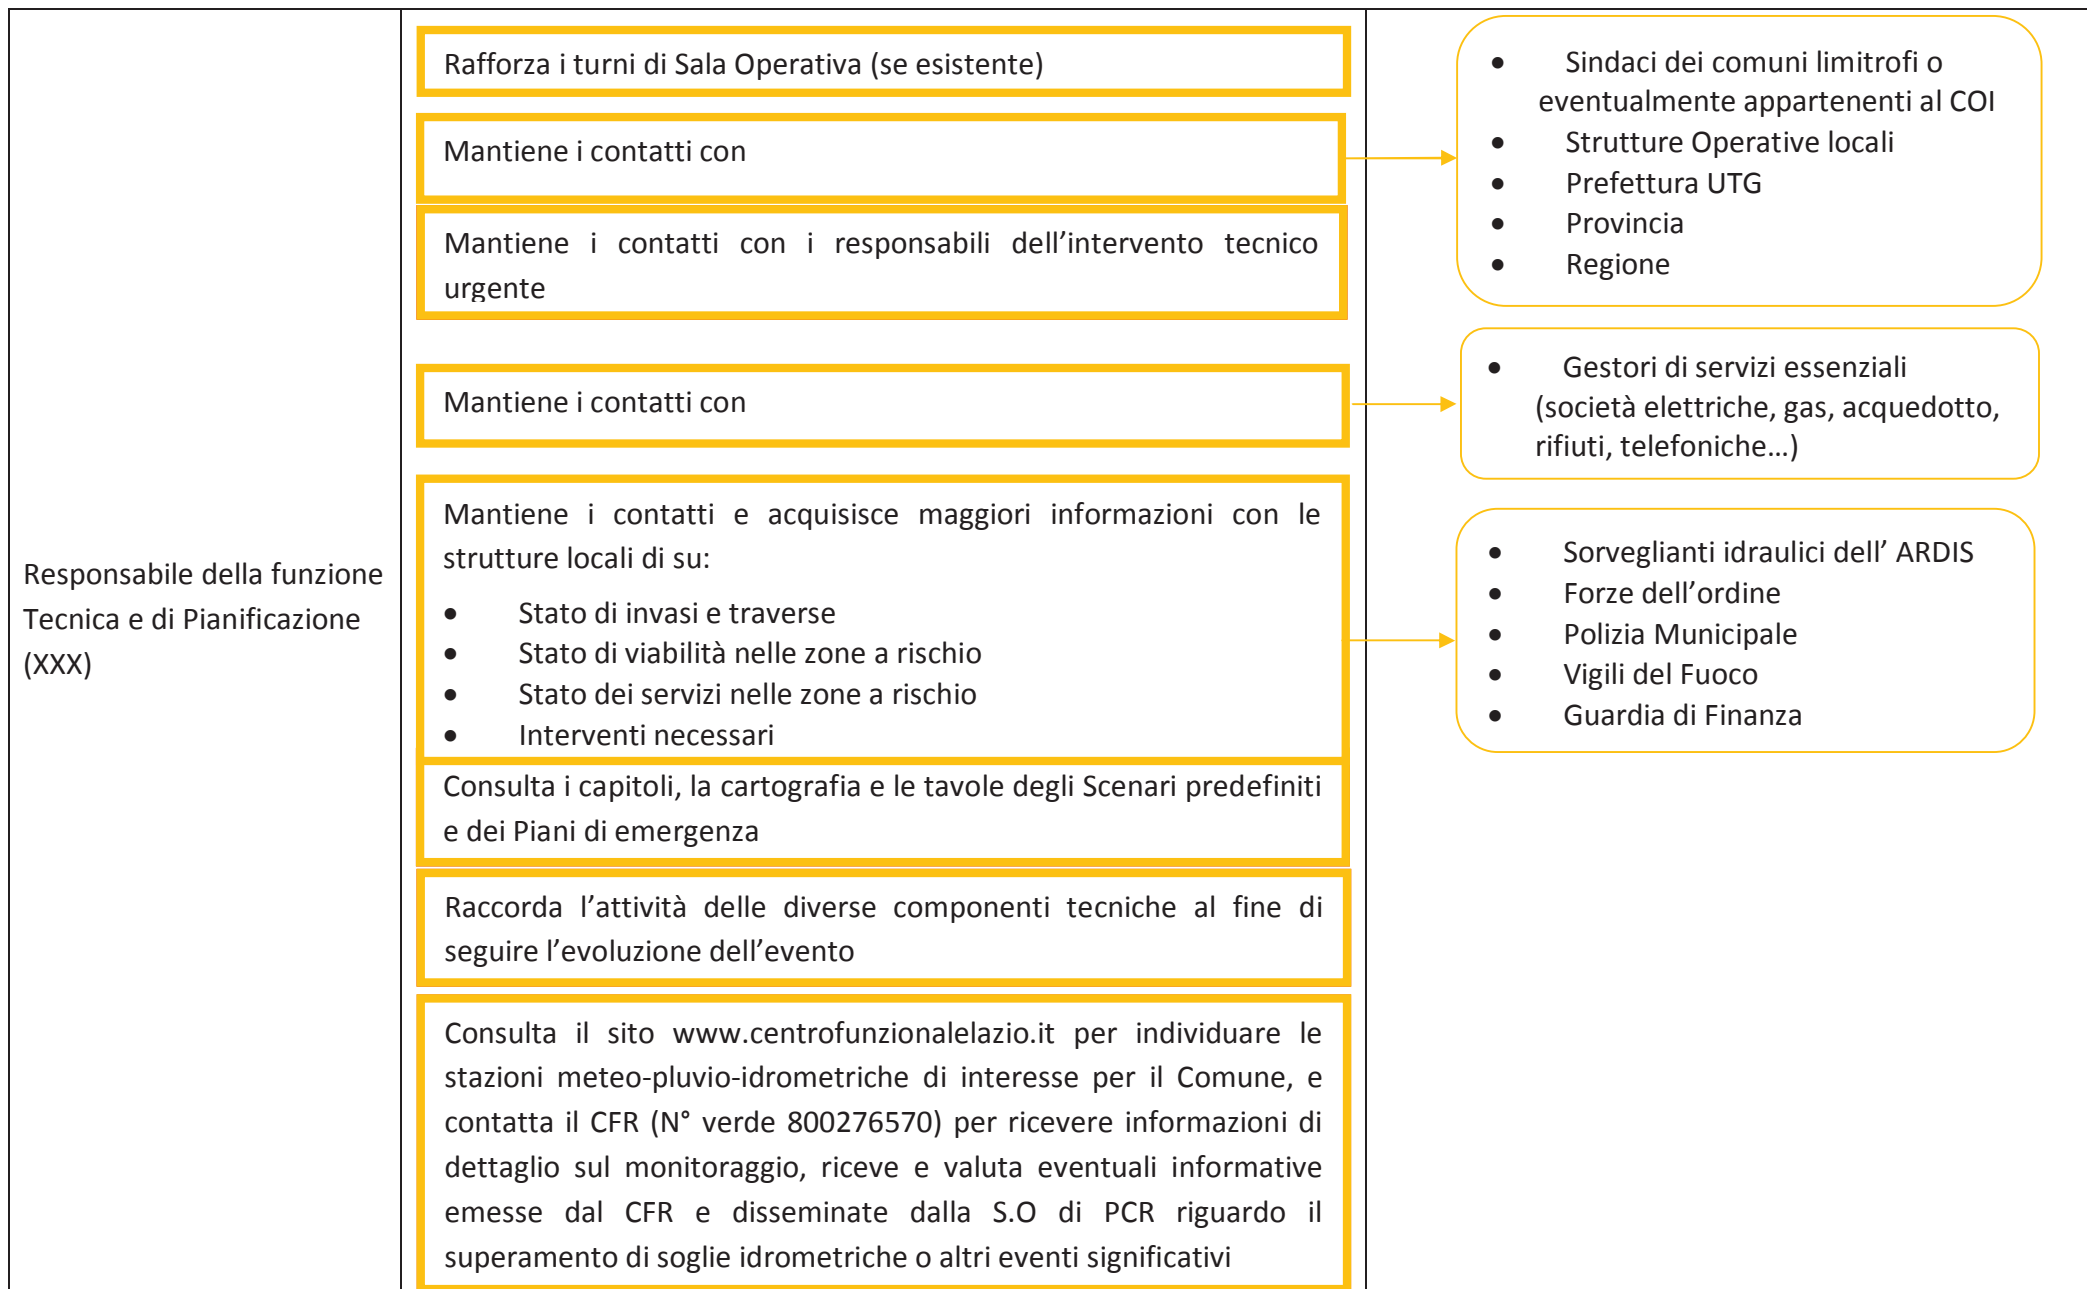 Responsabile della funzione
Tecnica e di Pianificazione
(XXX)
Rafforza i turni di Sala Operativa (se esistente)
Mantiene i contatti con
Mantiene i contatti con i responsabili dell’intervento tecnico
urgente
Mantiene i contatti con
Mantiene i contatti e acquisisce maggiori informazioni con le
strutture locali di su:
• Stato di invasi e traverse
• Stato di viabilità nelle zone a rischio
• Stato dei servizi nelle zone a rischio
• Interventi necessari
Consulta i capitoli, la cartografia e le tavole degli Scenari predefiniti
e dei Piani di emergenza
Raccorda l’attività delle diverse componenti tecniche al fine di
seguire l’evoluzione dell’evento
Consulta il sito www.centrofunzionalelazio.it per individuare le
stazioni meteo-pluvio-idrometriche di interesse per il Comune, e
contatta il CFR (N° verde 800276570) per ricevere informazioni di
dettaglio sul monitoraggio, riceve e valuta eventuali informative
emesse dal CFR e disseminate dalla S.O di PCR riguardo il
superamento di soglie idrometriche o altri eventi significativi
• Sindaci dei comuni limitrofi o
eventualmente appartenenti al COI
• Strutture Operative locali
• Prefettura UTG
• Provincia
• Regione
• Gestori di servizi essenziali
(società elettriche, gas, acquedotto,
rifiuti, telefoniche…)
• Sorveglianti idraulici dell’ ARDIS
• Forze dell’ordine
• Polizia Municipale
• Vigili del Fuoco
• Guardia di Finanza